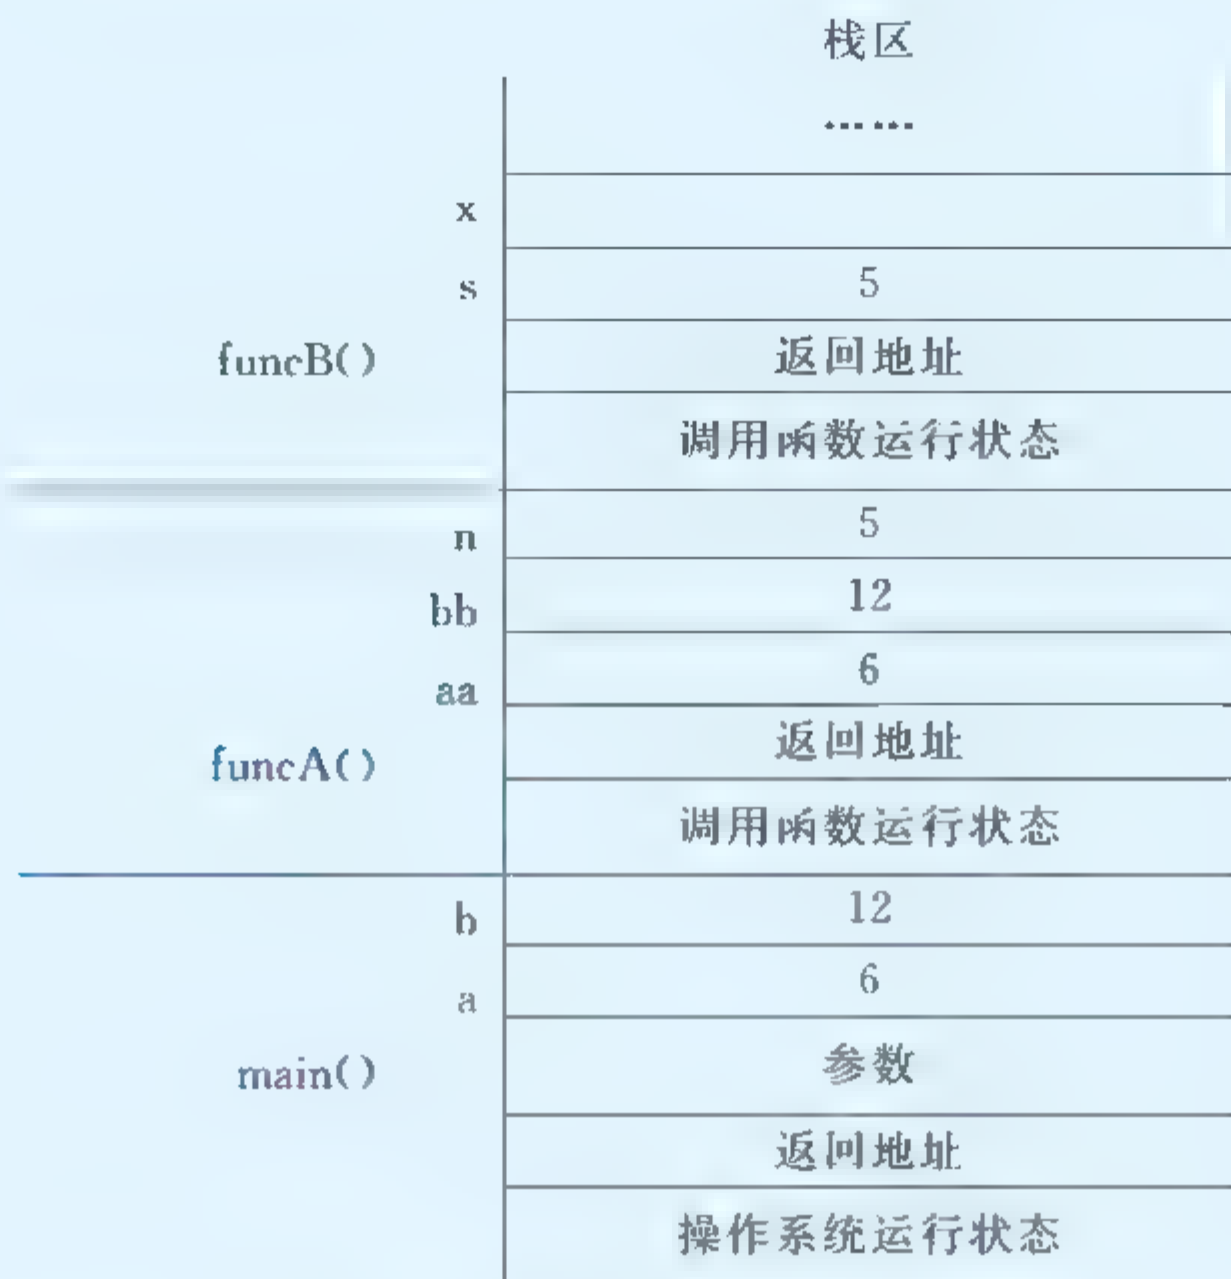 栈区
……
x
s 5
返回地址
funcB()
调用函数运行状态
n 5
bb 12
aa 6
返回地址
funcA()
调用函数运行状态
b 12
a 6
参数
main()
返回地址
操作系统运行状态